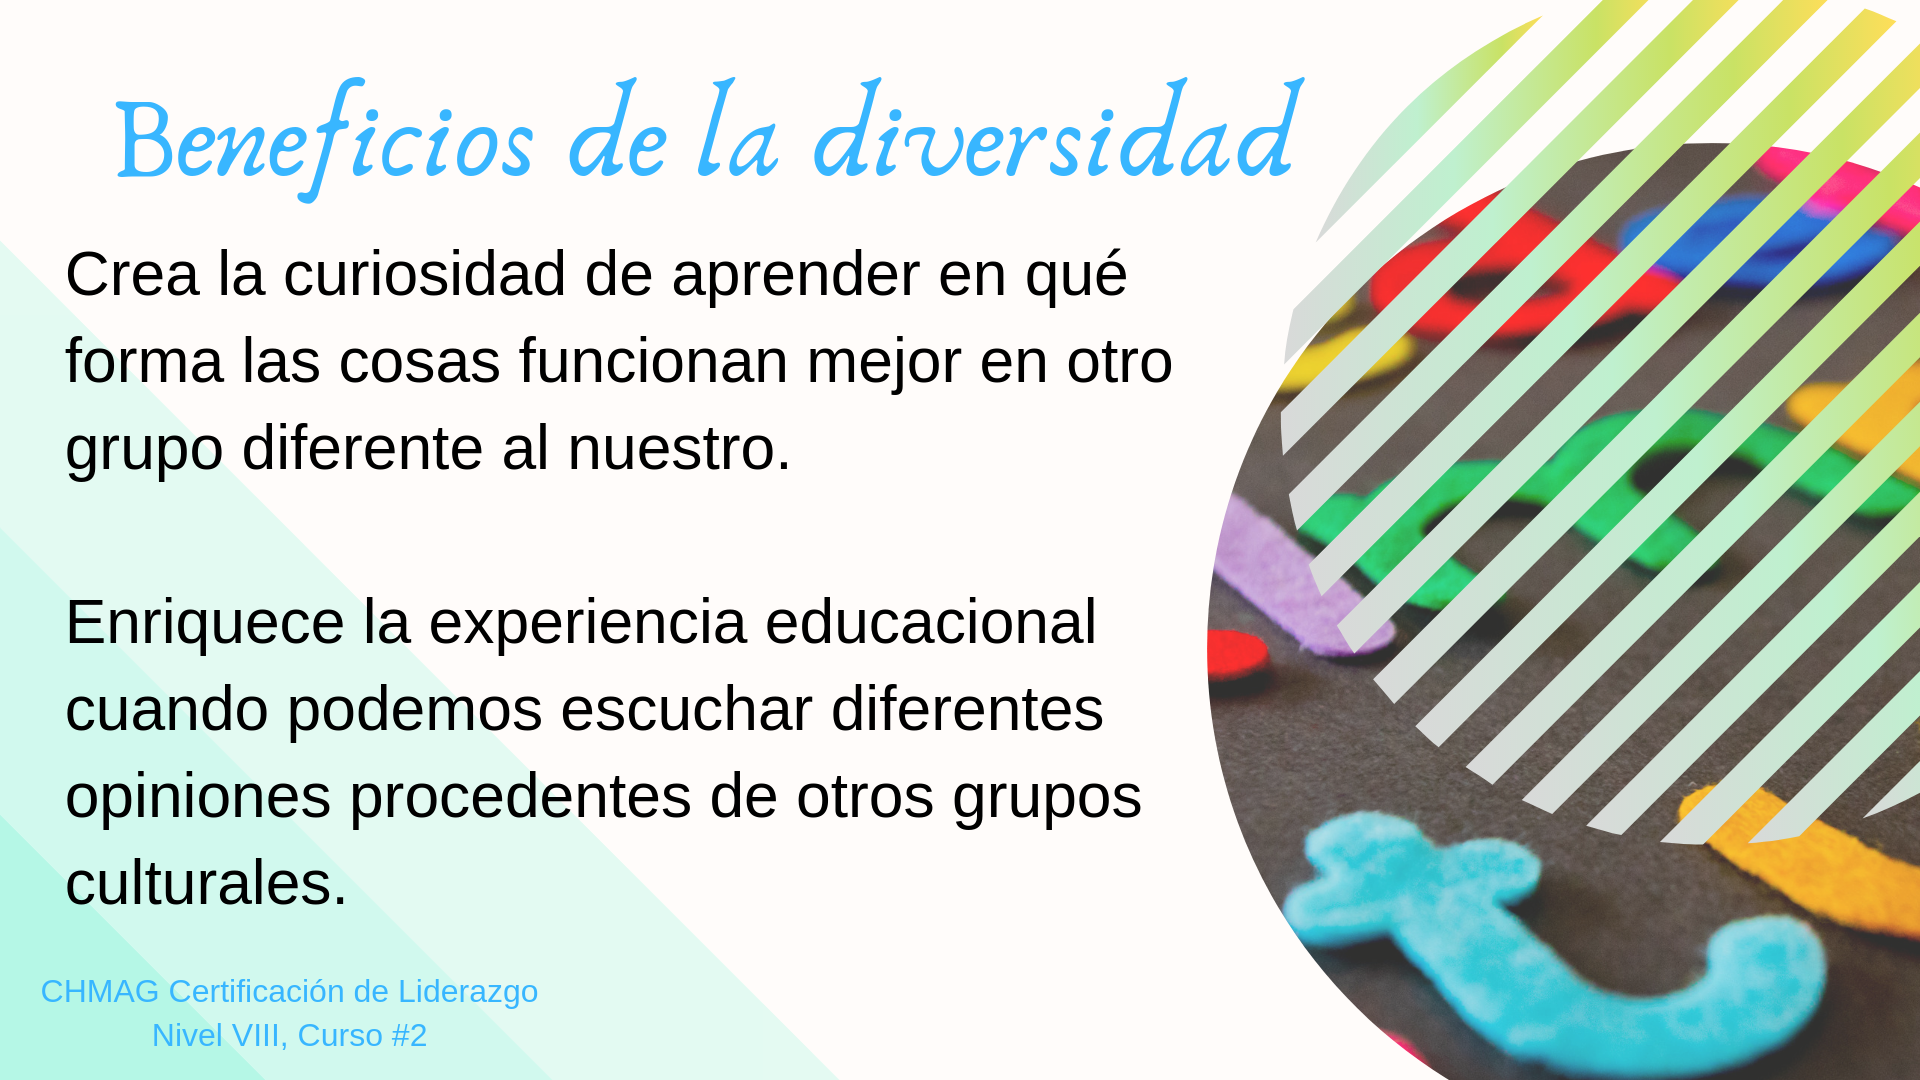 Beneficios de la diversidad
Crea la curiosidad de aprender en qué
forma las cosas funcionan mejor en otro
grupo diferente al nuestro.
Enriquece la experiencia educacional
cuando podemos escuchar diferentes
opiniones procedentes de otros grupos
culturales.
CHMAG Certificación de Liderazgo
Nivel VIII, Curso #2